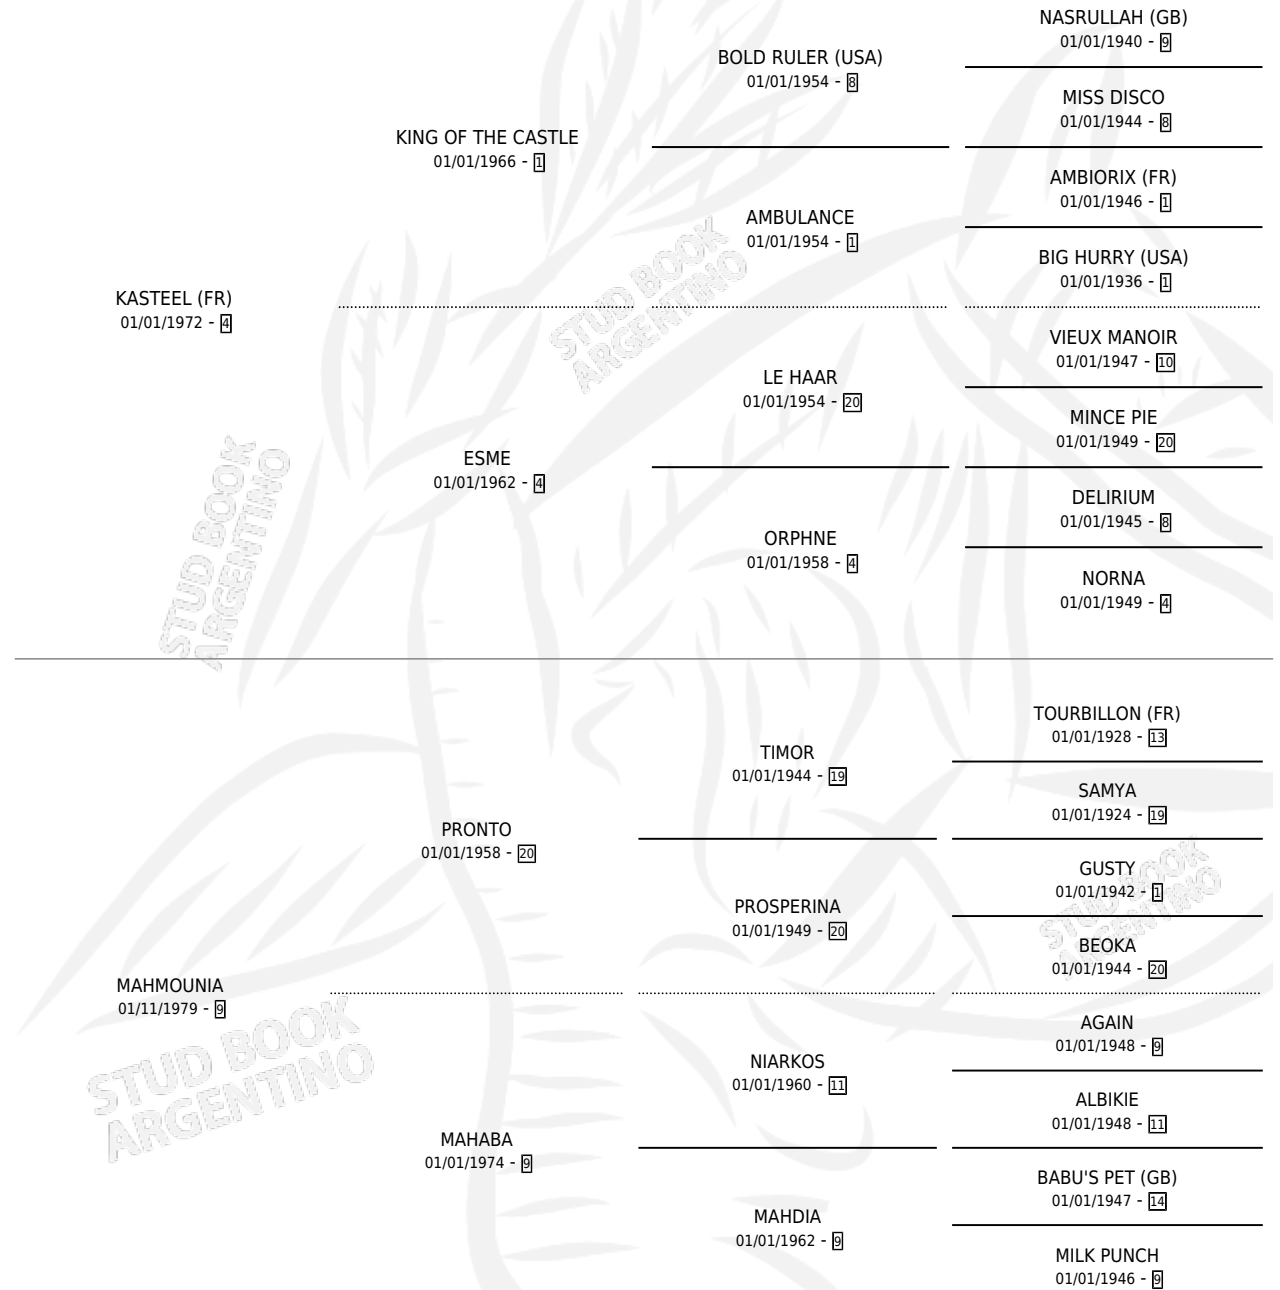 NASRULLAH (GB)
01/01/1940 - 9
BOLD RULER (USA)
01/01/1954 - 8
MISS DISCO
01/01/1944 - 8
KING OF THE CASTLE
01/01/1966 - 1
AMBIORIX (FR)
01/01/1946 - 1
AMBULANCE
01/01/1954 - 1
BIG HURRY (USA)
01/01/1936 - 1
KASTEEL (FR)
01/01/1972 - 4
VIEUX MANOIR
01/01/1947 - 10
LE HAAR
01/01/1954 - 20
MINCE PIE
01/01/1949 - 20
ESME
01/01/1962 - 4
DELIRIUM
01/01/1945 - 8
ORPHNE
01/01/1958 - 4
NORNA
01/01/1949 - 4
STUD BOOK
ARGENTINO
STUD BOOK
ARGENTINO
TOURBILLON (FR)
01/01/1928 - 13
TIMOR
01/01/1944 - 19
SAMYA
01/01/1924 - 19
PRONTO
01/01/1958 - 20
GUSTY
01/01/1942 - 1
PROSPERINA
01/01/1949 - 20
BEOKA
01/01/1944 - 20
MAHMOUNIA
01/11/1979 - 9
AGAIN
01/01/1948 - 9
NIARKOS
01/01/1960 - 11
ALBIKIE
01/01/1948 - 11
MAHABA
01/01/1974 - 9
BABU'S PET (GB)
01/01/1947 - 14
MAHDIA
01/01/1962 - 9
MILK PUNCH
01/01/1946 - 9
STUD BOOK
ARGENTINO
STUD BOOK
ARGENTINO